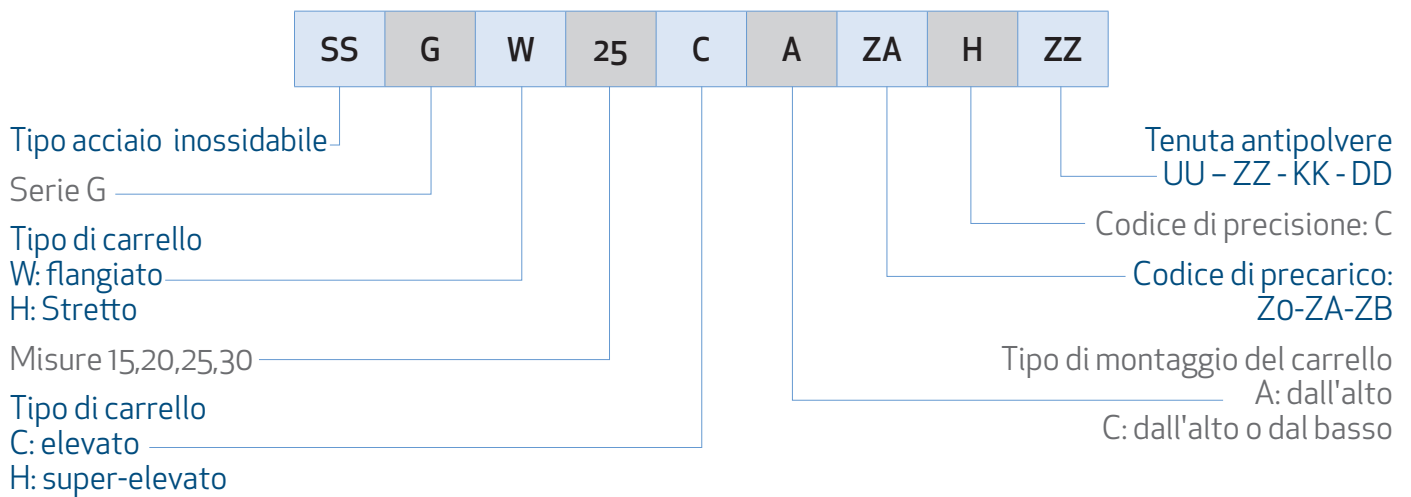 SS G W 25 C A ZA H ZZ
Tipo acciaio inossidabile
Serie G
Tipo di carrello
W: flangiato
H: Stretto
Misure 15,20,25,30
Tipo di carrello
C: elevato
H: super-elevato
Tenuta antipolvere
UU – ZZ - KK - DD
Codice di precisione: C
Codice di precarico:
Z0-ZA-ZB
Tipo di montaggio del carrello
A: dall'alto
C: dall'alto o dal basso